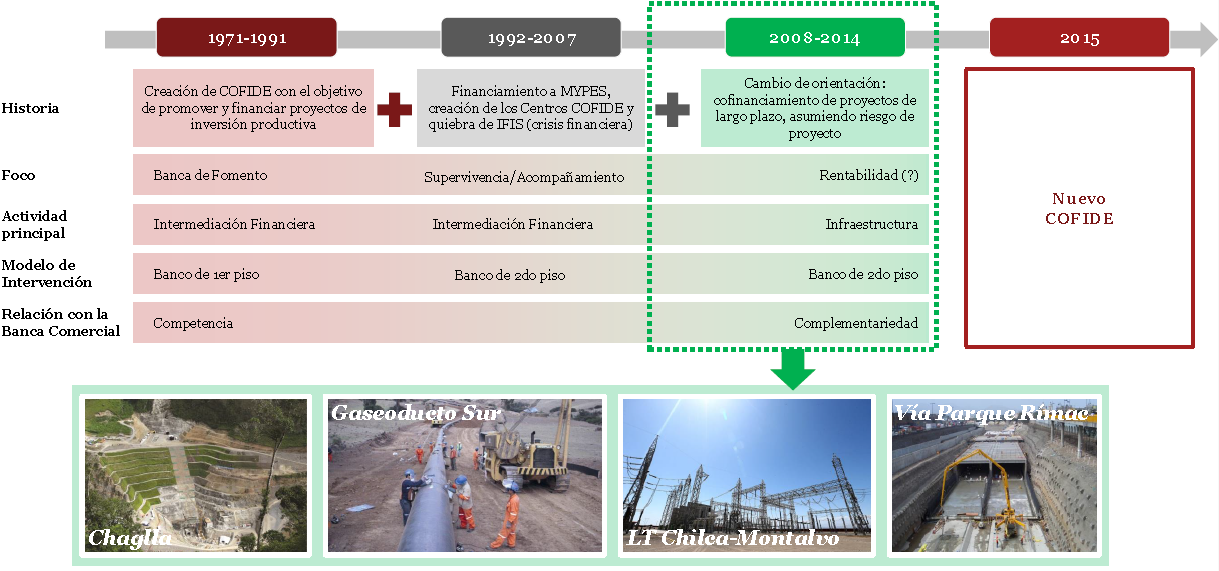 1971-1991
1992-2007
2008-2014
2015
Historia
Creación de COFIDE con el objetivo
de promover y financiar proyectos de
inversión productiva
Financiamiento a MYPES,
creación de los Centros COFIDE y
quiebra de IFIS (crisis financiera)
Cambio de orientación:
cofinanciamiento de proyectos de
largo plazo, asumiendo riesgo de
proyecto
Foco
Banca de Fomento
Supervivencia/Acompañamiento
Rentabilidad (?)
Actividad
principal
Intermediación Financiera
Intermediación Financiera
Infraestructura
Modelo de
Intervención
Banco de 1er piso
Banco de 2do piso
Banco de 2do piso
Relación con la
Banca Comercial
Competencia
Complementariedad
Nuevo
COFIDE
Chaglla
Gaseoducto Sur
LT Chilca-Montalvo
Vía Parque Rímac